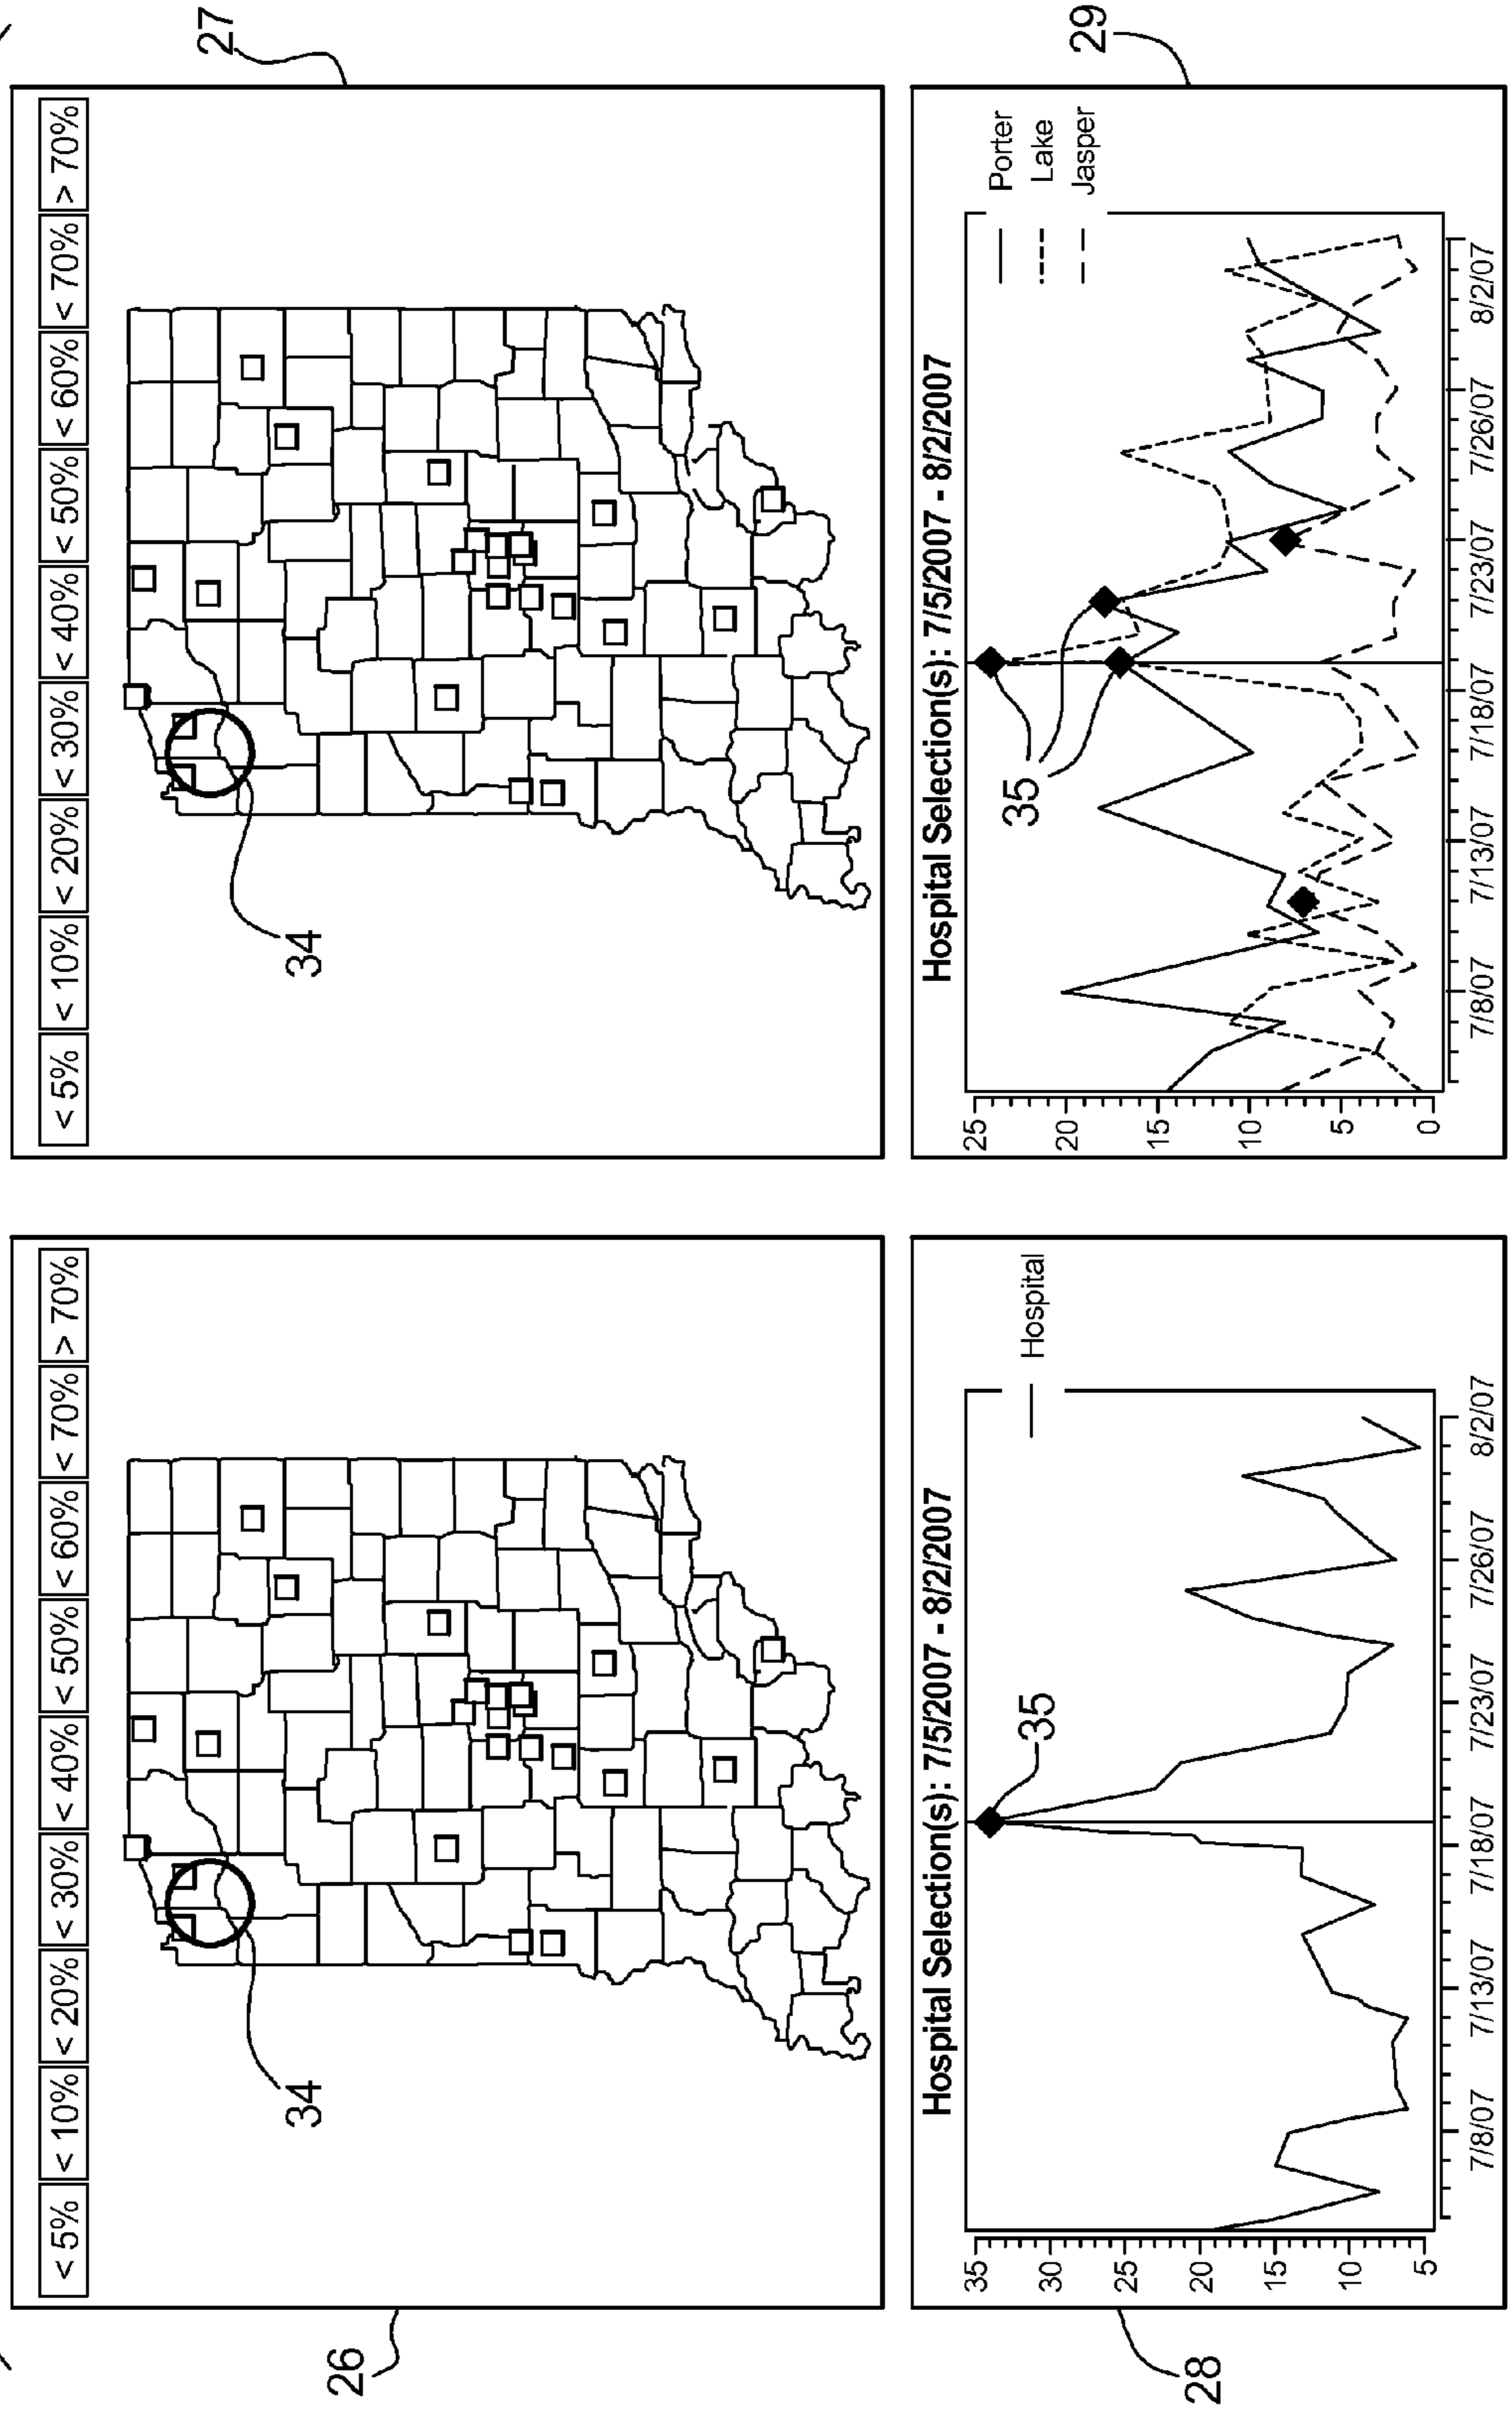 26
< 5% < 10% < 20% < 30% < 40% < 50% < 60% < 70% > 70%
34
27
< 5% < 10% < 20% < 30% < 40% < 50% < 60% < 70% > 70%
34
28
Hospital Selection(s): 7/5/2007 - 8/2/2007
Hospital
35
35
30
25
20
15
10
5
7/8/07 7/13/07 7/18/07 7/23/07 7/26/07 8/2/07
29
Hospital Selection(s): 7/5/2007 - 8/2/2007
Porter
Lake
Jasper
35
25
20
15
10
5
0
7/8/07 7/13/07 7/18/07 7/23/07 7/26/07 8/2/07